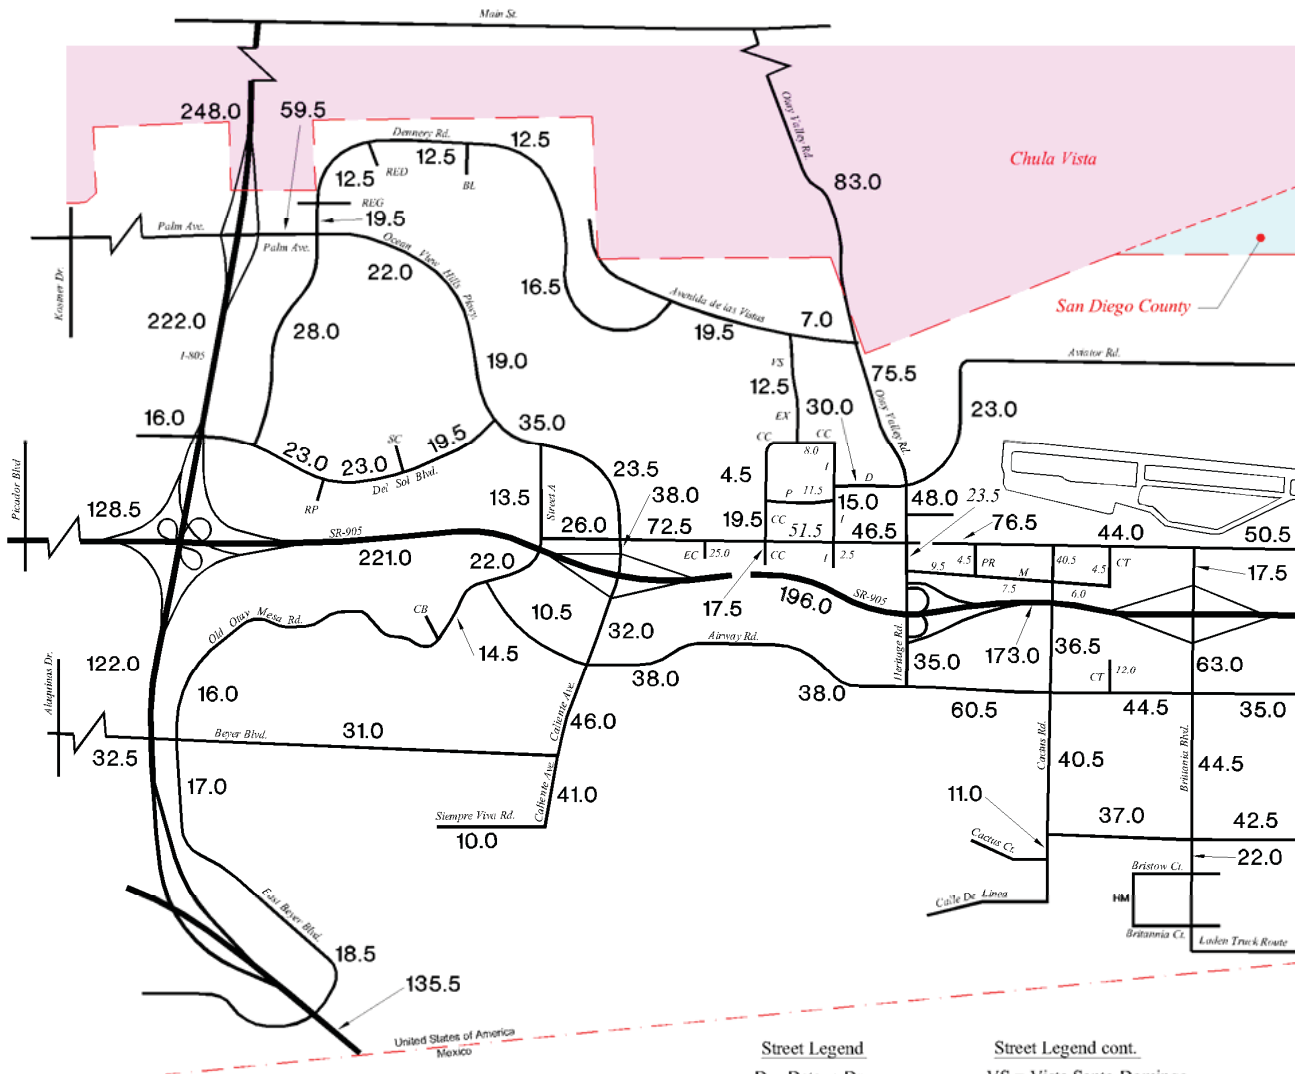 Main St.
248.0
59.5
Dennery Rd.
12.5
12.5
RED
12.5
BL
REG
19.5
Otay Valley Rd.
83.0
Chula Vista
Palm Ave.
Palm Ave.
Ocean View Hills Pkwy.
22.0
Kostner Dr.
San Diego County
16.5
Avenida de las Vistas
7.0
19.5
222.0
28.0
I-805
19.0
VS
12.5
75.5
Aviator Rd.
16.0
35.0
EX
30.0
Otay Valley Rd.
23.0
CC
CC
8.0
SC
19.5
23.0
23.0
Del Sol Blvd.
RP
23.5
4.5
I
D
Picador Blvd
128.5
13.5
Street A
38.0
P
11.5
15.0
48.0
23.5
SR-905
221.0
26.0
72.5
19.5
CC
51.5
I
46.5
76.5
44.0
50.5
22.0
EC
25.0
CC
I
2.5
9.5
4.5
PR
M
40.5
4.5
CT
17.5
7.5
6.0
17.5
196.0
SR-905
Old Otay Mesa Rd.
CB
10.5
14.5
32.0
Airway Rd.
Heritage Rd.
35.0
173.0
36.5
CT
12.0
63.0
Alaquinas Dr.
122.0
16.0
38.0
38.0
60.5
44.5
35.0
Caliente Ave.
46.0
31.0
Beyer Blvd.
32.5
17.0
Caliente Ave.
41.0
Cactus Rd.
40.5
Britannia Blvd.
44.5
Siempre Viva Rd.
10.0
11.0
37.0
42.5
Cactus Ct.
22.0
Bristow Ct.
Calle De Linea
HM
Britannia Ct.
Laden Truck Route
East Beyer Blvd.
18.5
135.5
United States of America
Mexico
Street Legend
Street Legend cont.